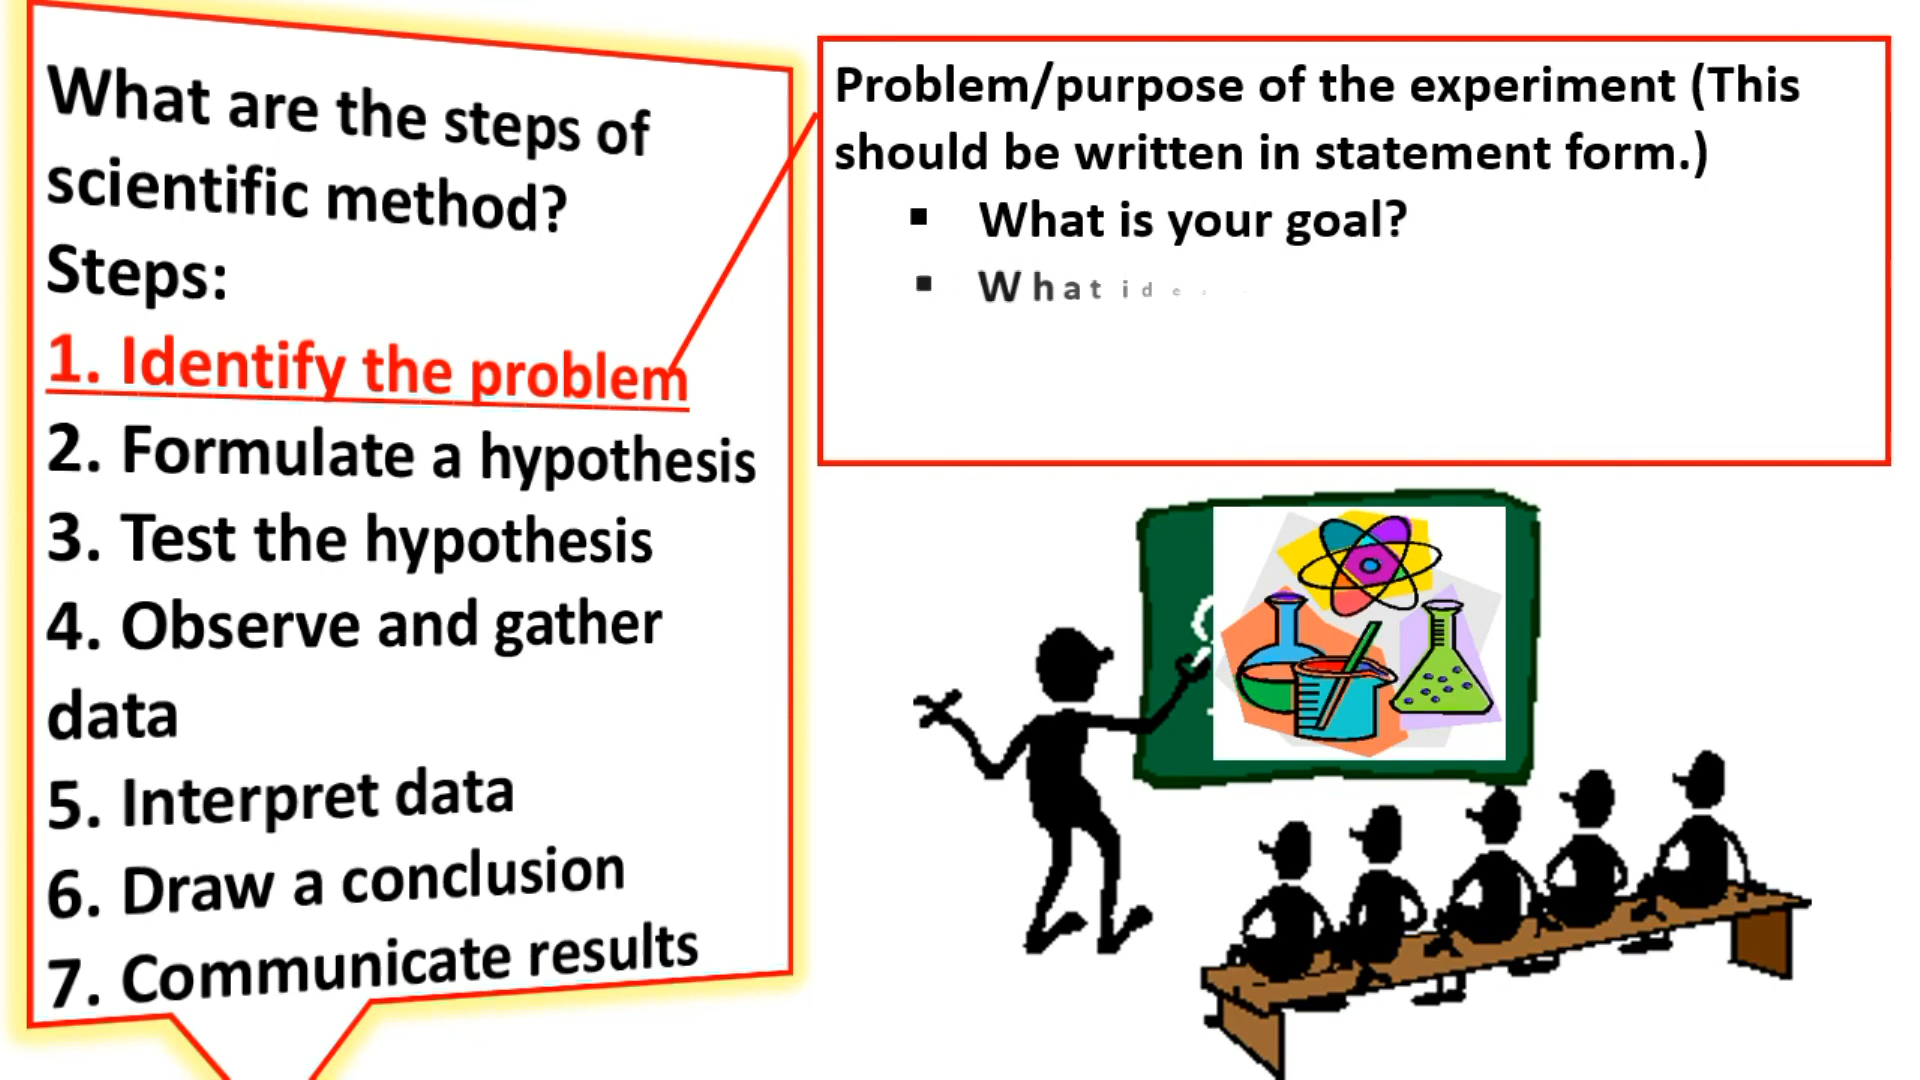 What are the steps of
scientific method?
Steps:
1. Identify the problem
2. Formulate a hypothesis
3. Test the hypothesis
4. Observe and gather
data
5. Interpret data
6. Draw a conclusion
7. Communicate results
Problem/purpose of the experiment (This
should be written in statement form.)
▪ What is your goal?
▪ What